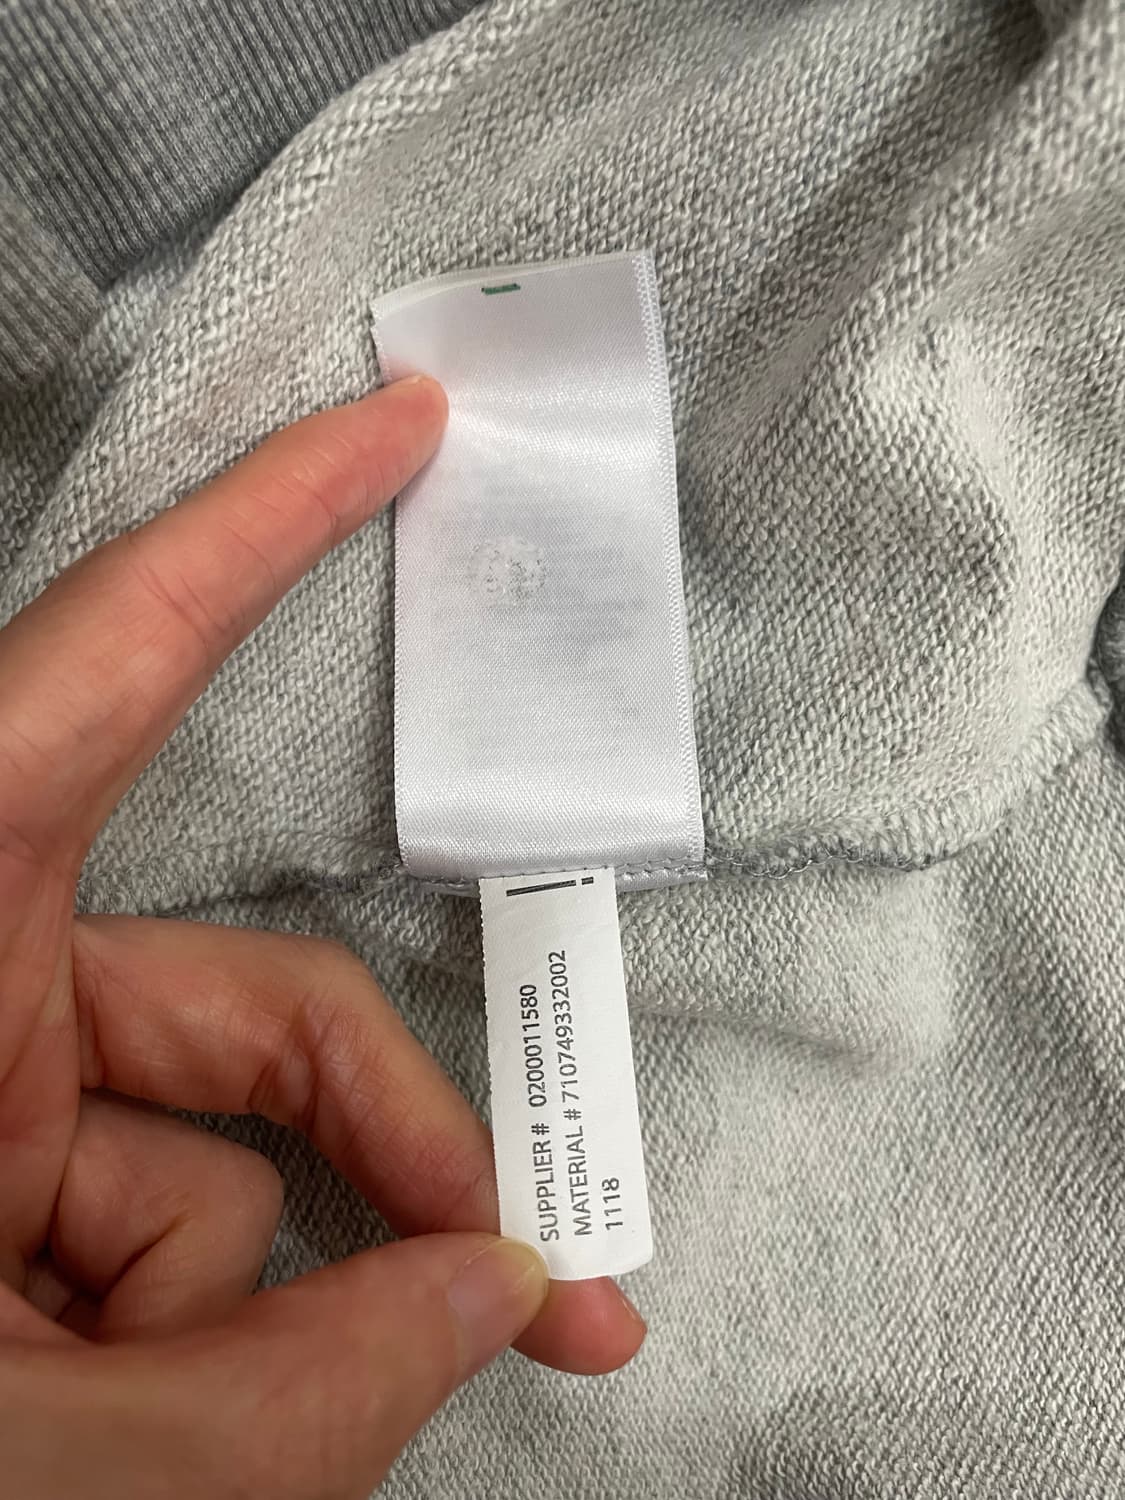 SUPPLIER # 0200011580
MATERIAL # 710749332002
1118